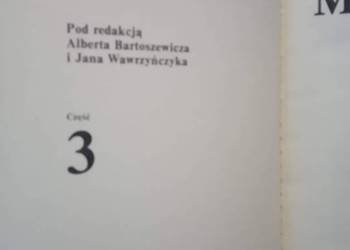 Pod redakcją
Alberta Bartoszewicza
i Jana Wawrzyńczyka
Część
3
M